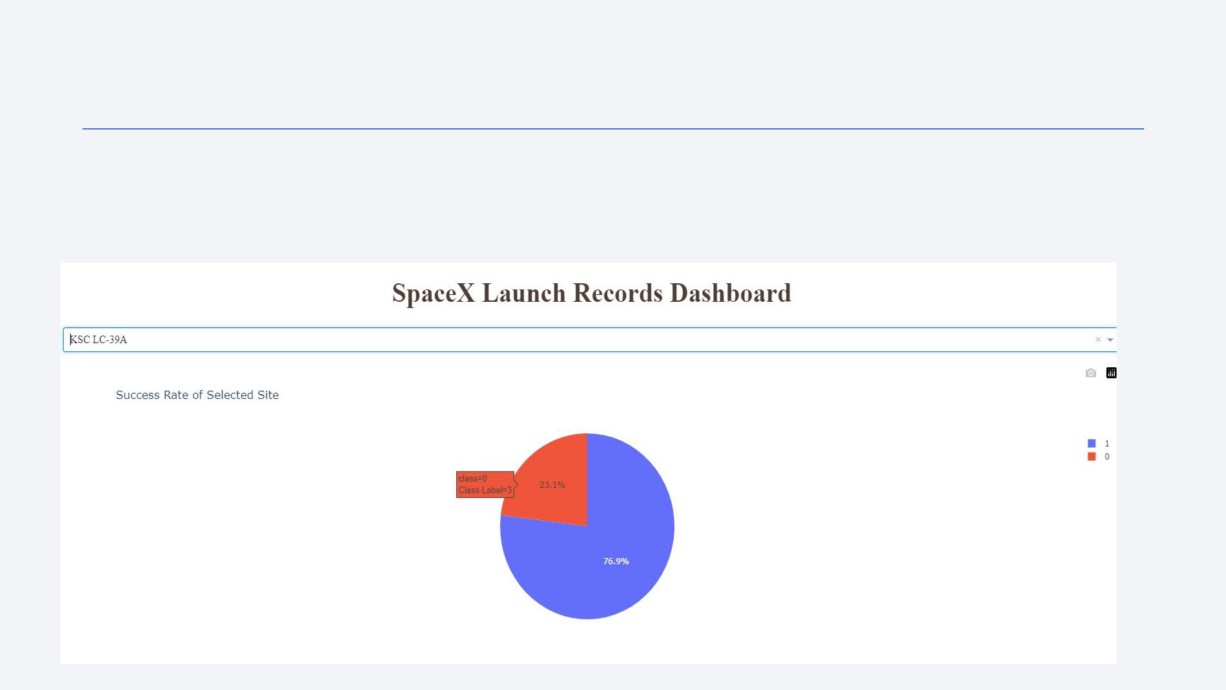 SpaceX Launch Records Dashboard
KSC LC-39A
Success Rate of Selected Site
1
0
class=0
Class Label=3
23.1%
76.9%